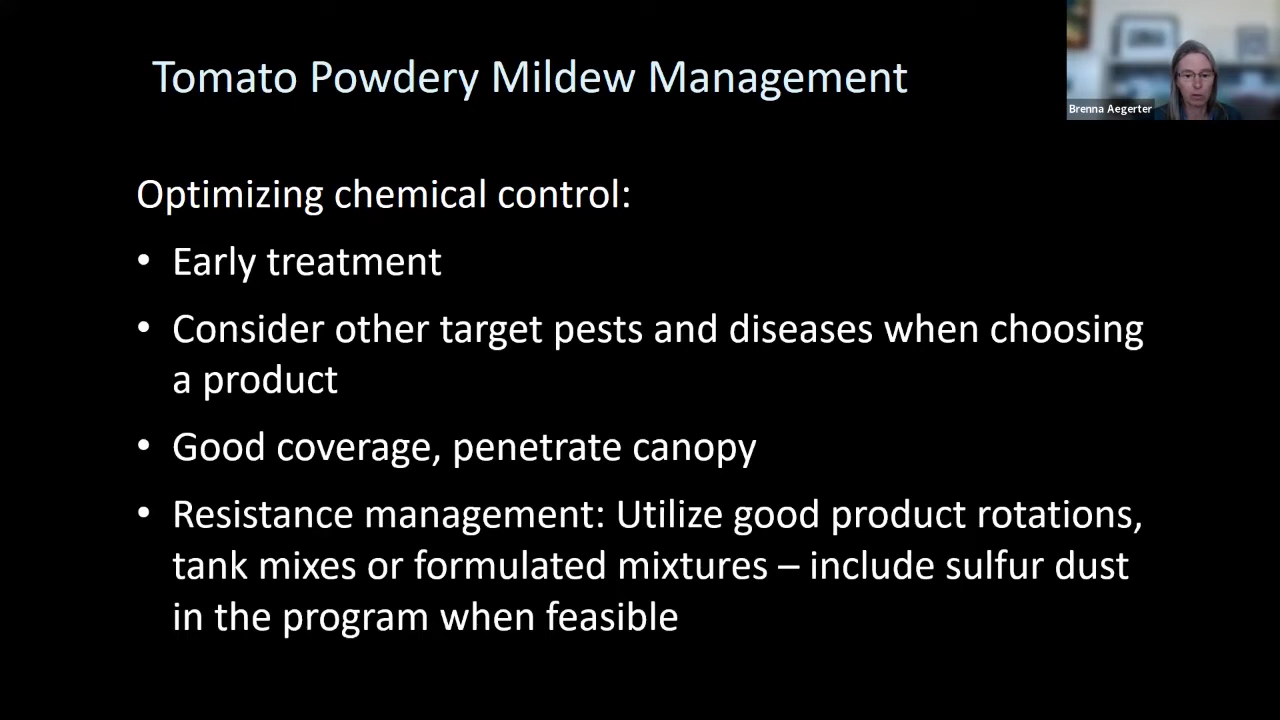 Tomato Powdery Mildew Management
Brenna Aegerter
Optimizing chemical control:
• Early treatment
• Consider other target pests and diseases when choosing
a product
• Good coverage, penetrate canopy
• Resistance management: Utilize good product rotations,
tank mixes or formulated mixtures – include sulfur dust
in the program when feasible